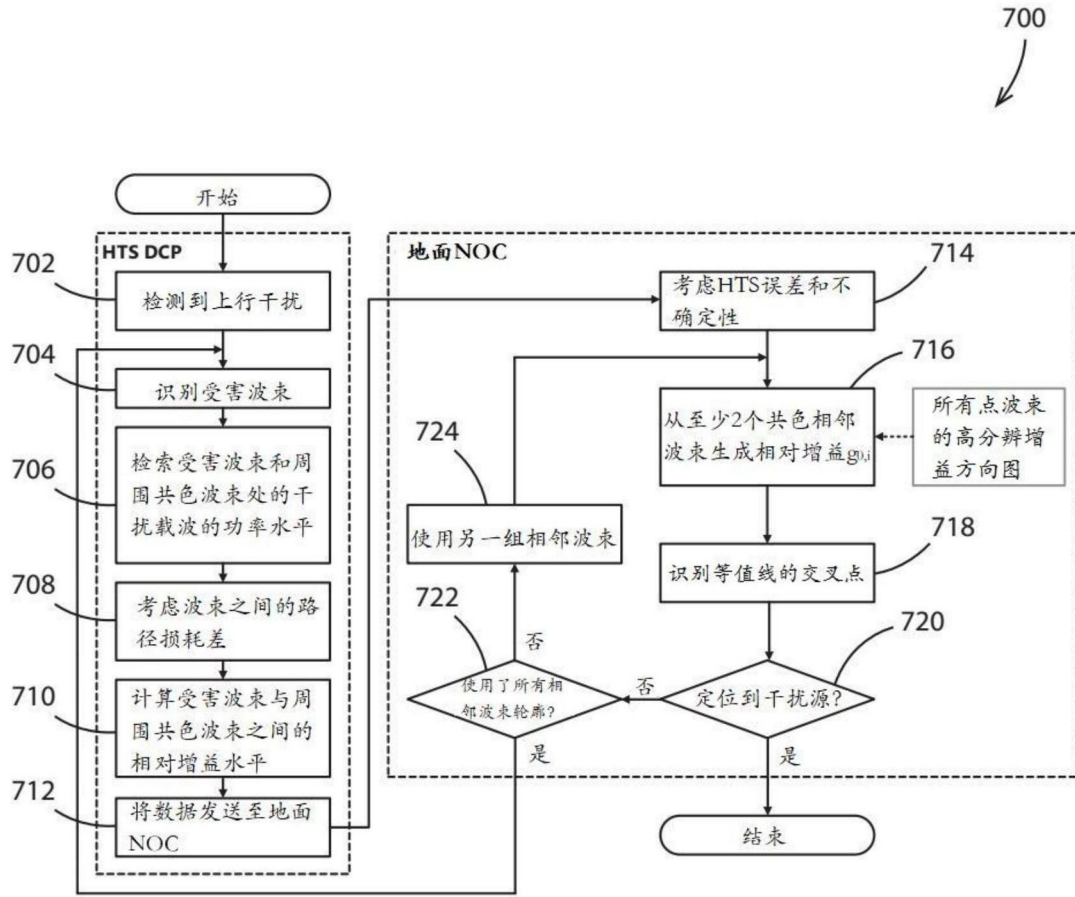 700
开始
HTS DCP
702
检测到上行干扰
704
识别受害波束
706
检索受害波束和周
围共色波束处的干
扰载波的功率水平
708
考虑波束之间的路
径损耗差
710
计算受害波束与周
围共色波束之间的
相对增益水平
712
将数据发送至地面
NOC
地面NOC
714
考虑HTS误差和不
确定性
716
从至少2个共色相邻
波束生成相对增益g0,i
所有点波束
的高分辨增
益方向图
718
识别等值线的交叉点
720
定位到干扰源?
否
是
722
使用了所有相
邻波束轮廓?
否
是
724
使用另一组相邻波束
结束